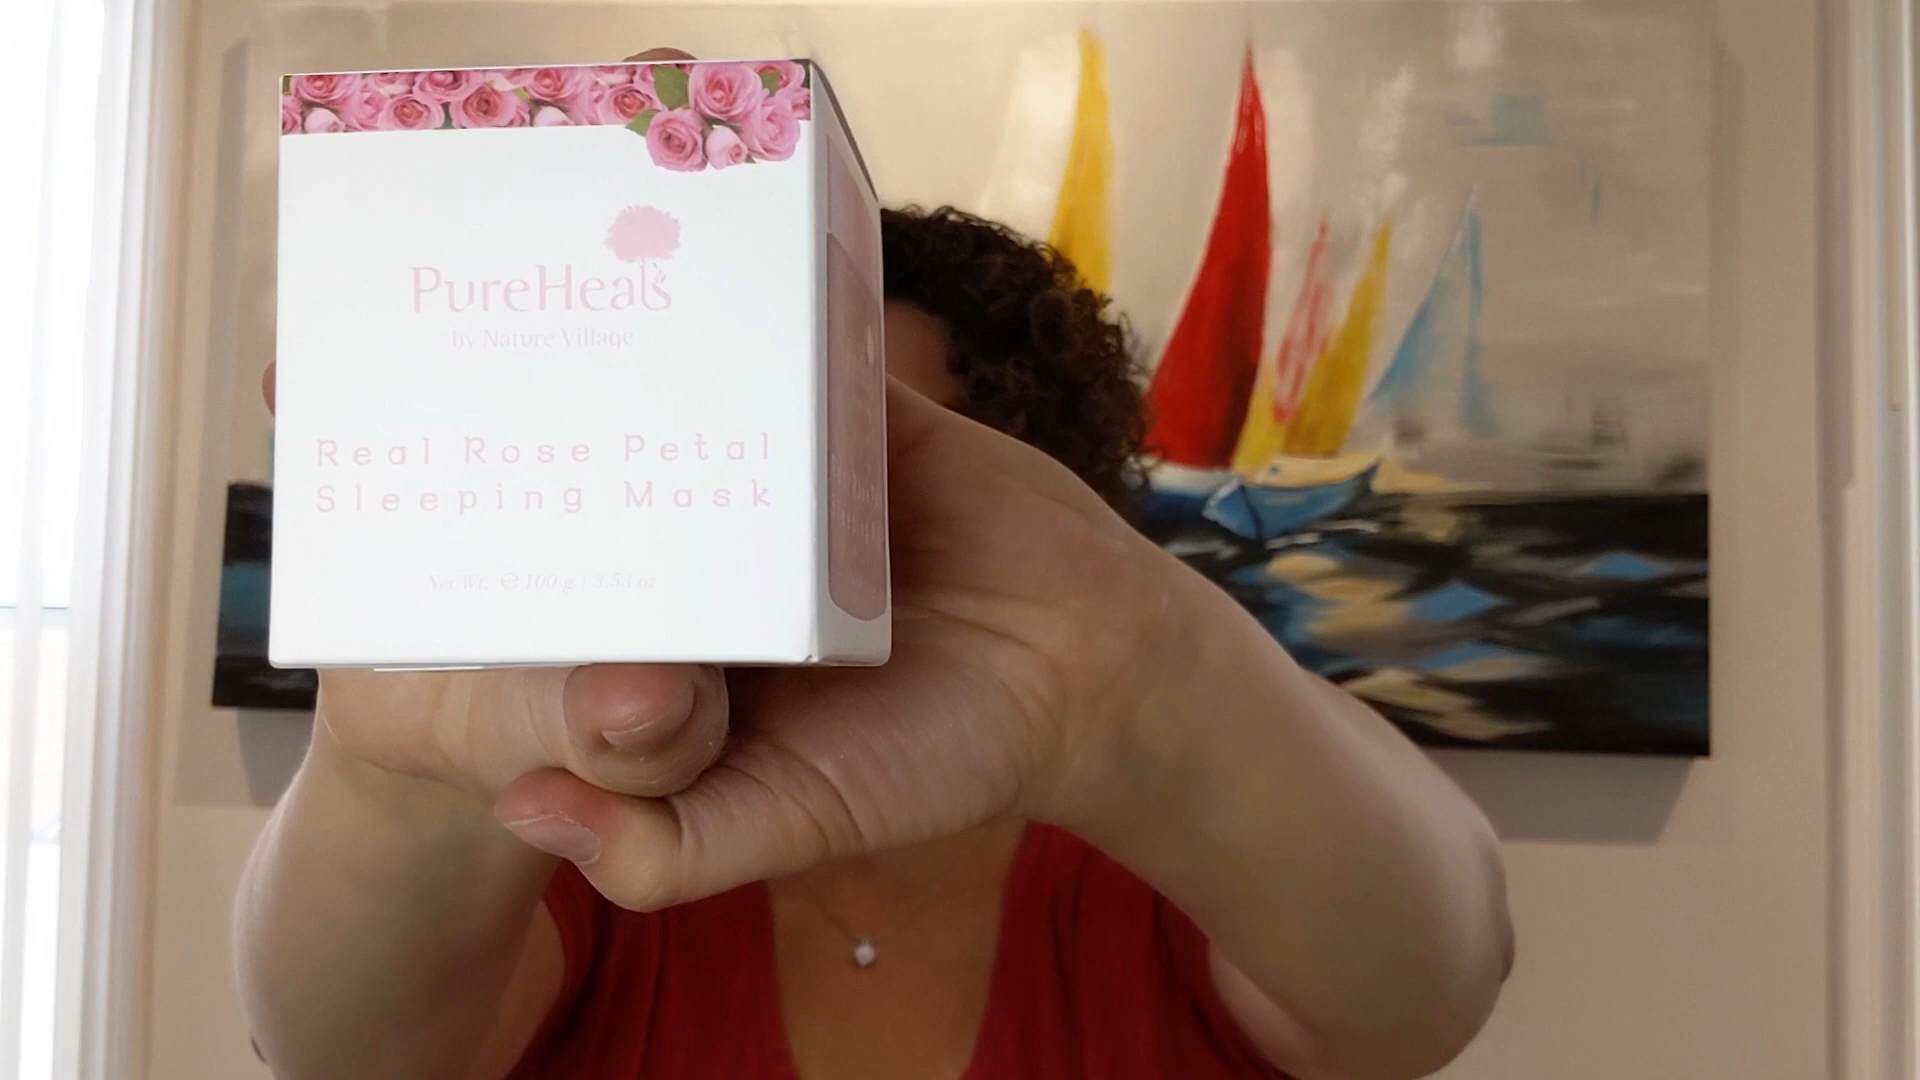 PureHeals
by Nature Village
Real Rose Petal
Sleeping Mask
Net Wt. ℮ 100 g / 3.53 oz